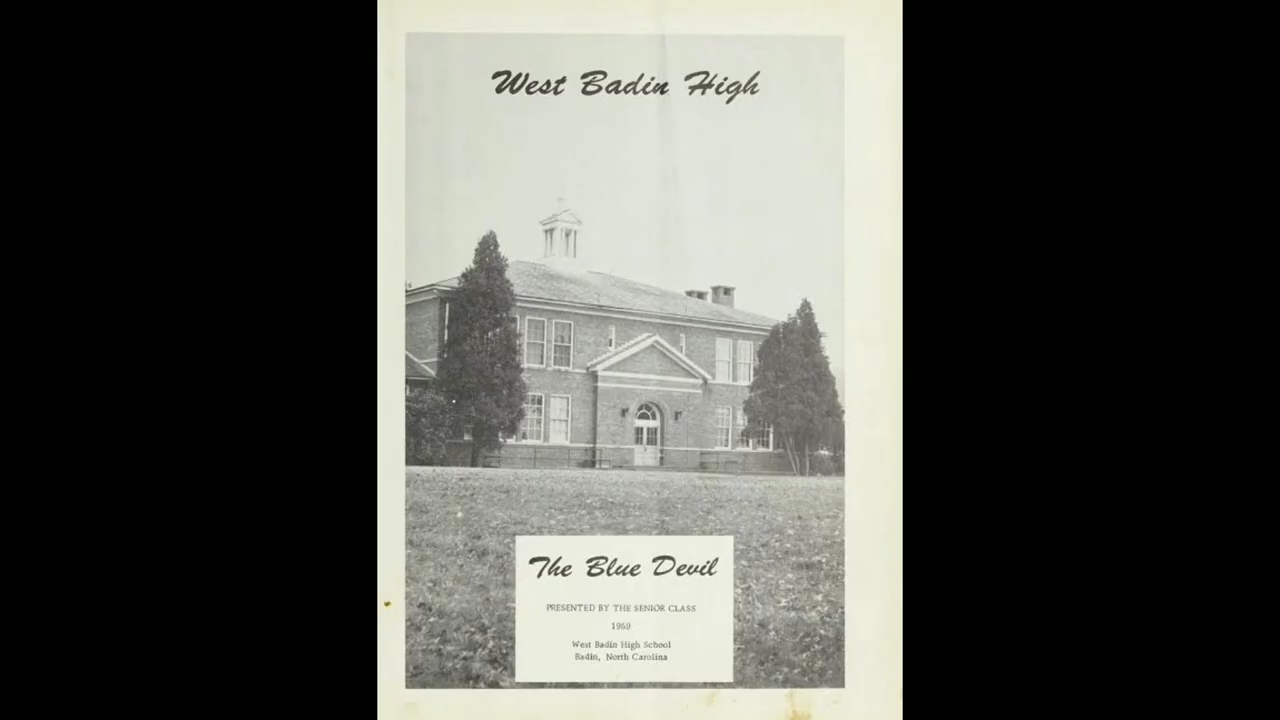 West Badin High
The Blue Devil
PRESENTED BY THE SENIOR CLASS
1969
West Badin High School
Badin, North Carolina